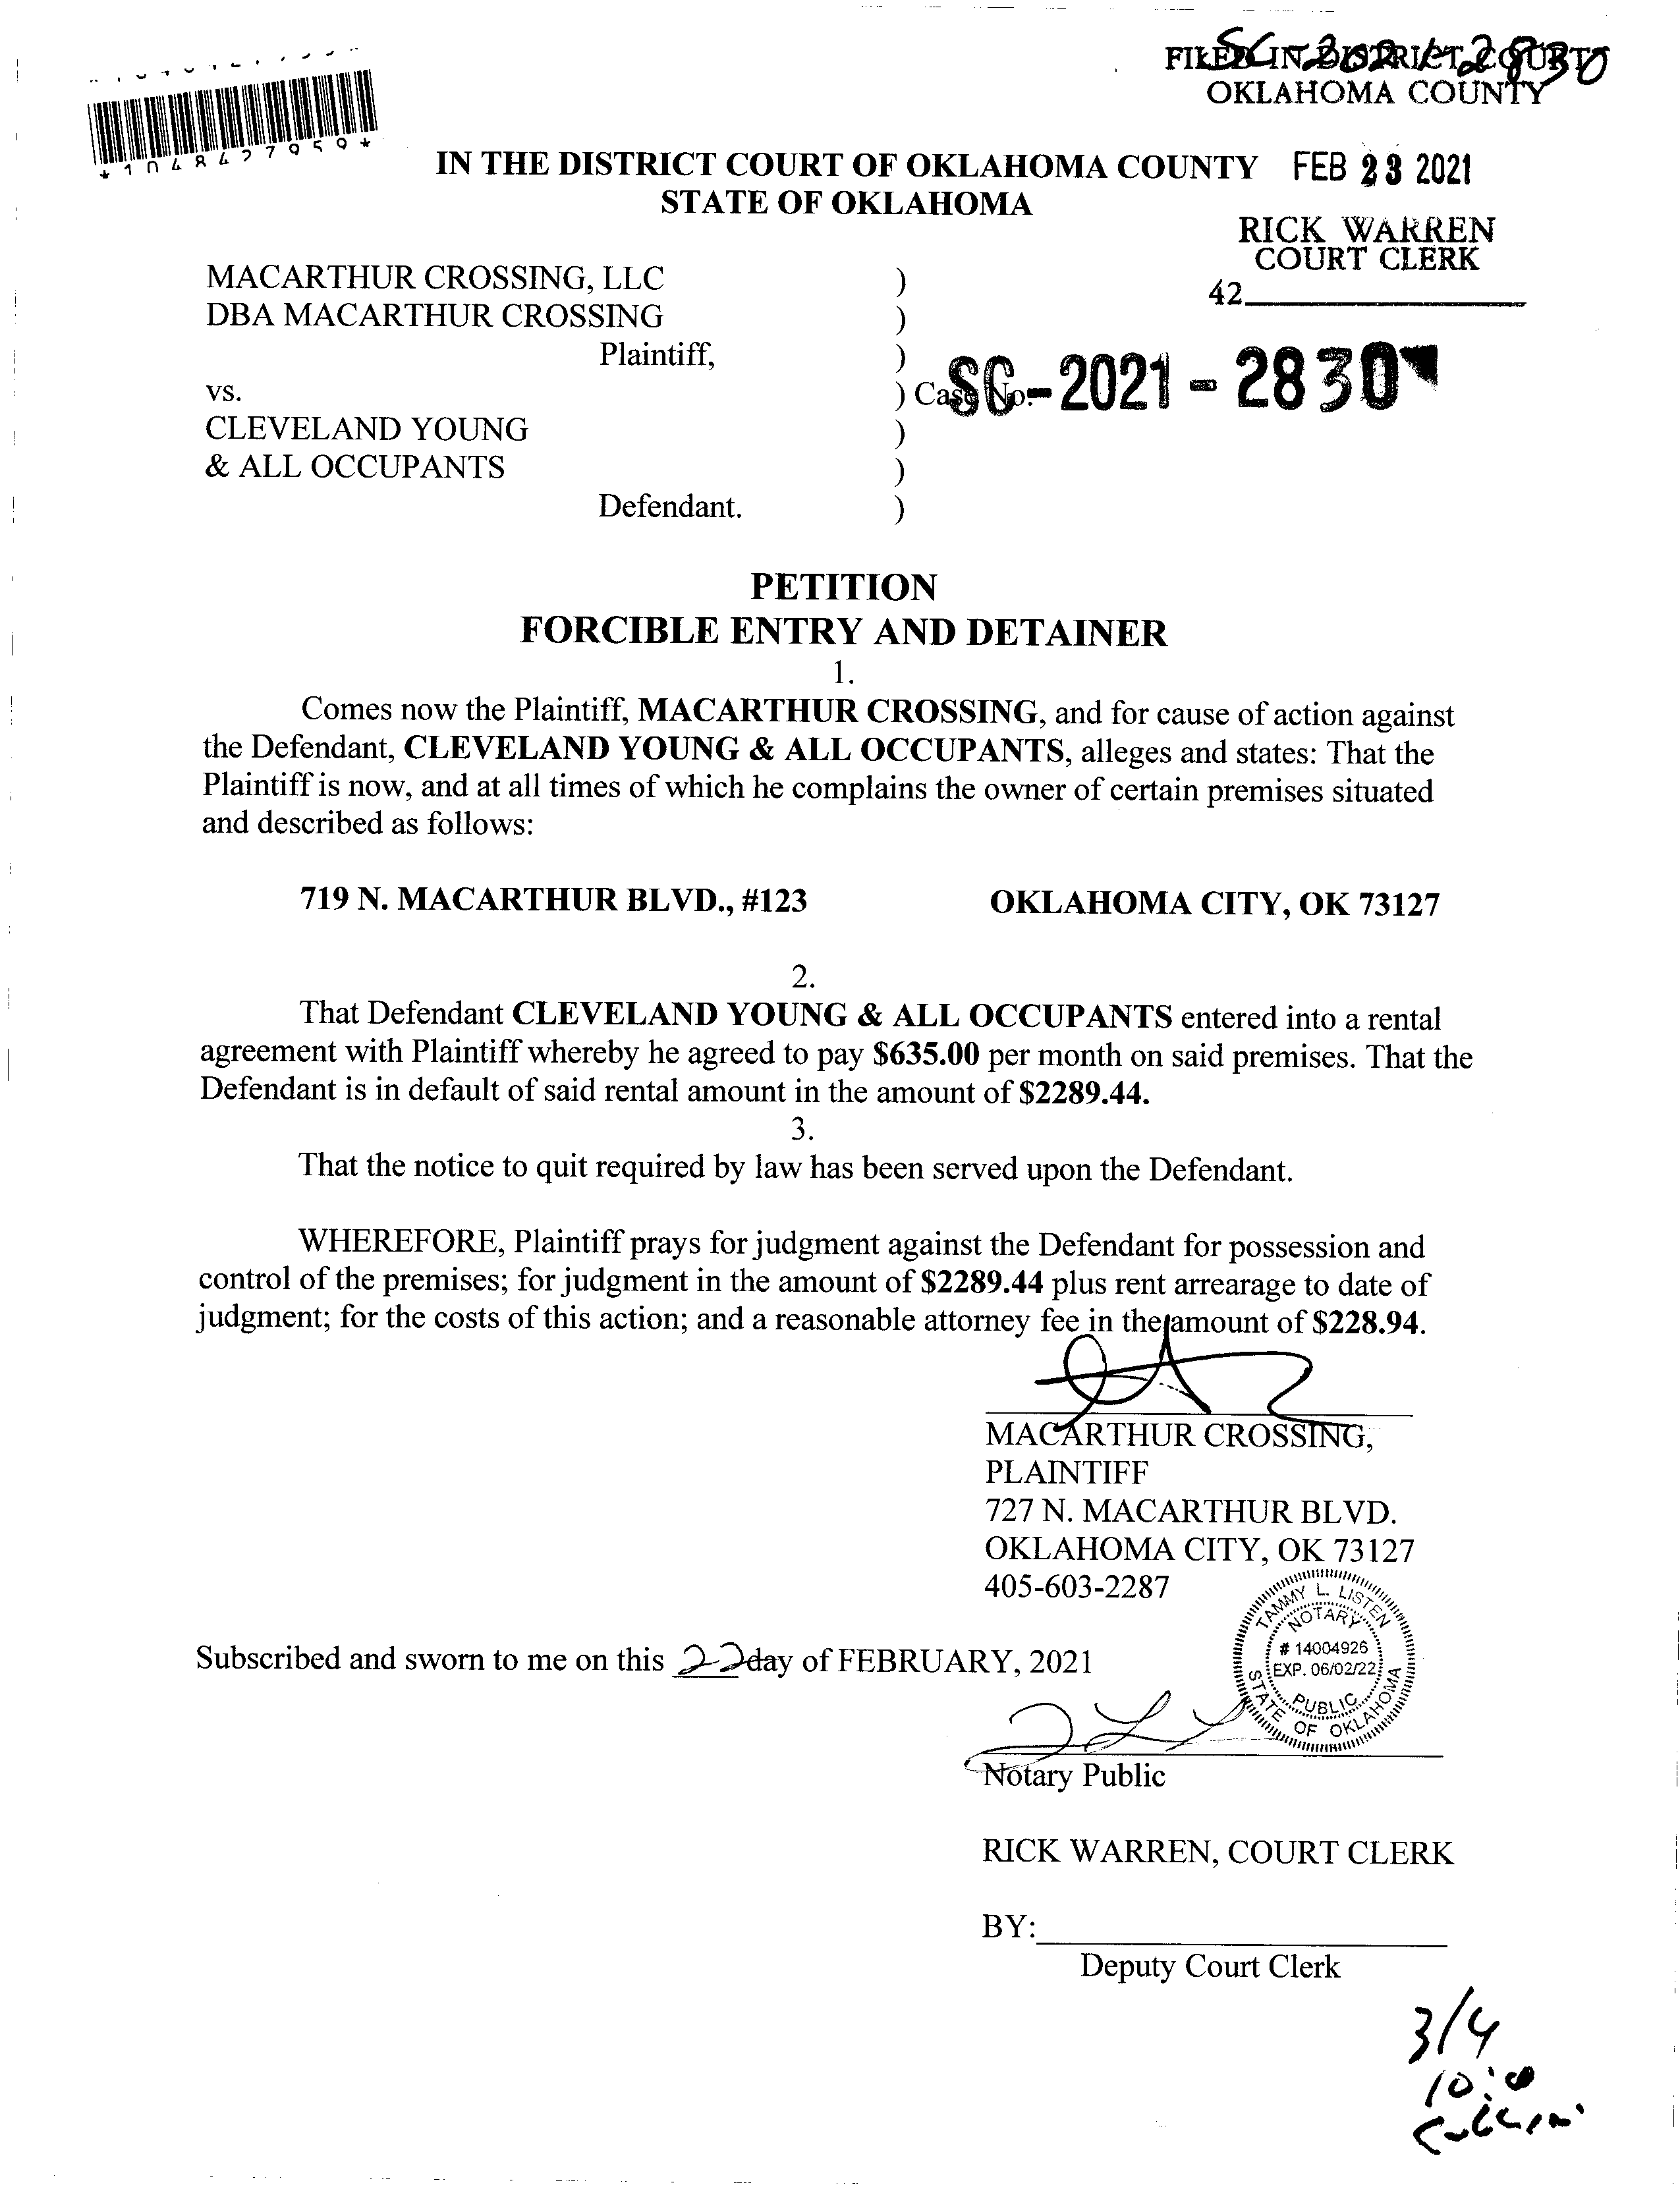 SC-2021-2830
FILED IN DISTRICT COURT
OKLAHOMA COUNTY
*1048427959*
IN THE DISTRICT COURT OF OKLAHOMA COUNTY FEB 23 2021
STATE OF OKLAHOMA
RICK WARREN
COURT CLERK
42
MACARTHUR CROSSING, LLC )
DBA MACARTHUR CROSSING )
Plaintiff, )
vs. ) Case No. SC-2021-2830
CLEVELAND YOUNG )
& ALL OCCUPANTS )
Defendant. )
PETITION
FORCIBLE ENTRY AND DETAINER
1.
Comes now the Plaintiff, MACARTHUR CROSSING, and for cause of action against
the Defendant, CLEVELAND YOUNG & ALL OCCUPANTS, alleges and states: That the
Plaintiff is now, and at all times of which he complains the owner of certain premises situated
and described as follows:
719 N. MACARTHUR BLVD., #123 OKLAHOMA CITY, OK 73127
2.
That Defendant CLEVELAND YOUNG & ALL OCCUPANTS entered into a rental
agreement with Plaintiff whereby he agreed to pay $635.00 per month on said premises. That the
Defendant is in default of said rental amount in the amount of $2289.44.
3.
That the notice to quit required by law has been served upon the Defendant.
WHEREFORE, Plaintiff prays for judgment against the Defendant for possession and
control of the premises; for judgment in the amount of $2289.44 plus rent arrearage to date of
judgment; for the costs of this action; and a reasonable attorney fee in the amount of $228.94.
MACARTHUR CROSSING,
PLAINTIFF
727 N. MACARTHUR BLVD.
OKLAHOMA CITY, OK 73127
405-603-2287
TAMMY L. LISTEN
NOTARY
# 14004926
EXP. 06/02/22
PUBLIC
STATE OF OKLAHOMA
Subscribed and sworn to me on this 22 day of FEBRUARY, 2021
Notary Public
RICK WARREN, COURT CLERK
BY:
Deputy Court Clerk
3/4